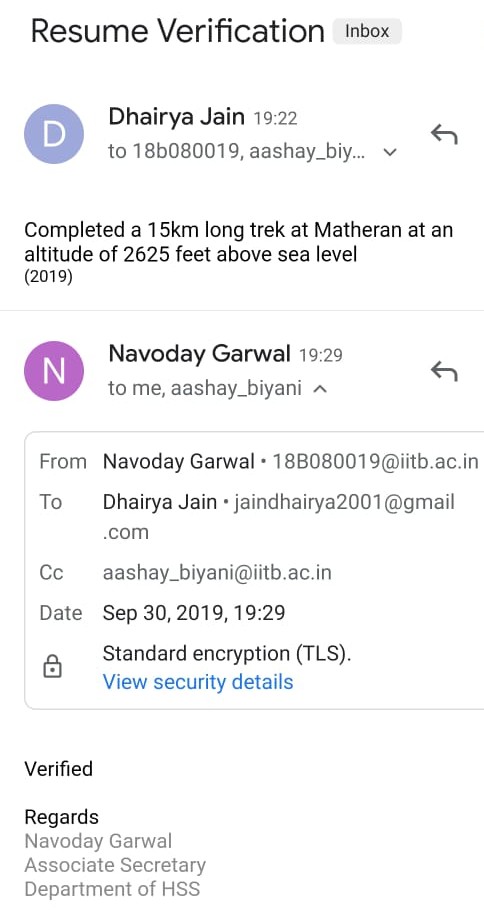 Resume Verification Inbox
D
Dhairya Jain 19:22
to 18b080019, aashay_biy...
Completed a 15km long trek at Matheran at an
altitude of 2625 feet above sea level
(2019)
N
Navoday Garwal 19:29
to me, aashay_biyani
From Navoday Garwal • 18B080019@iitb.ac.in
To Dhairya Jain • jaindhairya2001@gmail
.com
Cc aashay_biyani@iitb.ac.in
Date Sep 30, 2019, 19:29
Standard encryption (TLS).
View security details
Verified
Regards
Navoday Garwal
Associate Secretary
Department of HSS